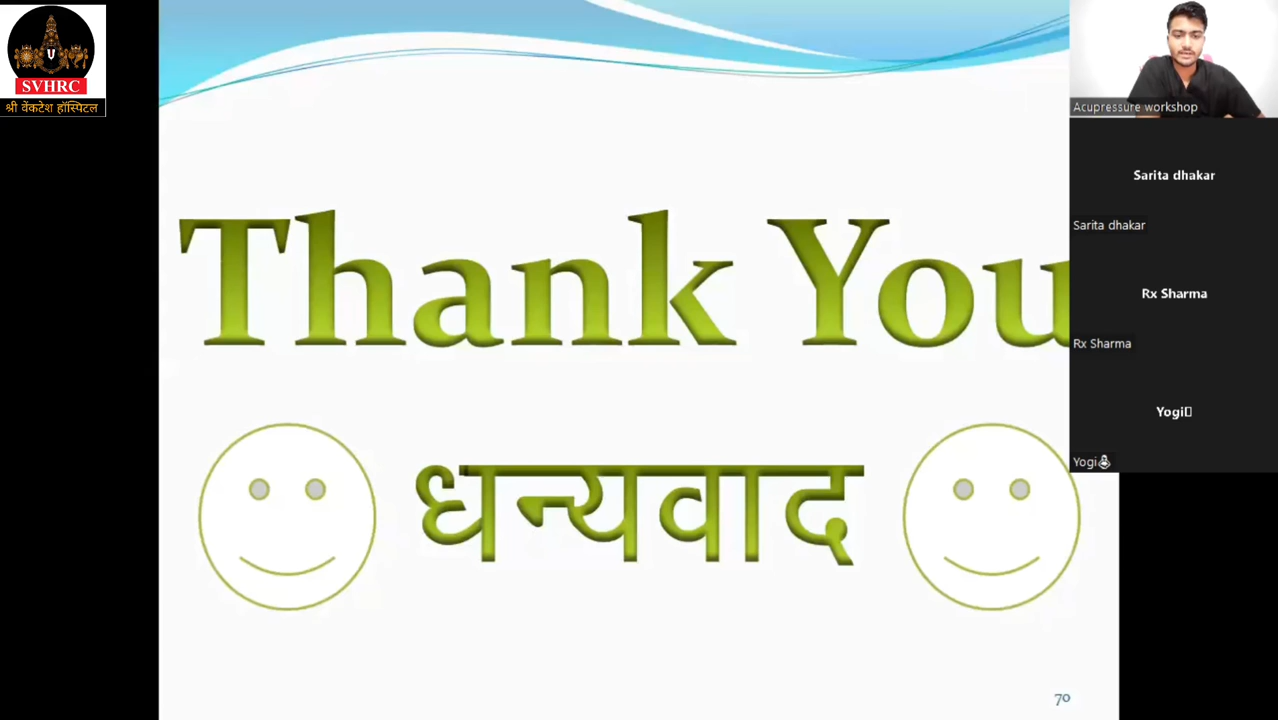 SVHRC
श्री वेंकटेश हॉस्पिटल
Thank You
धन्यवाद
70
Acupressure workshop
Sarita dhakar
Sarita dhakar
Rx Sharma
Rx Sharma
Yogi
Yogi